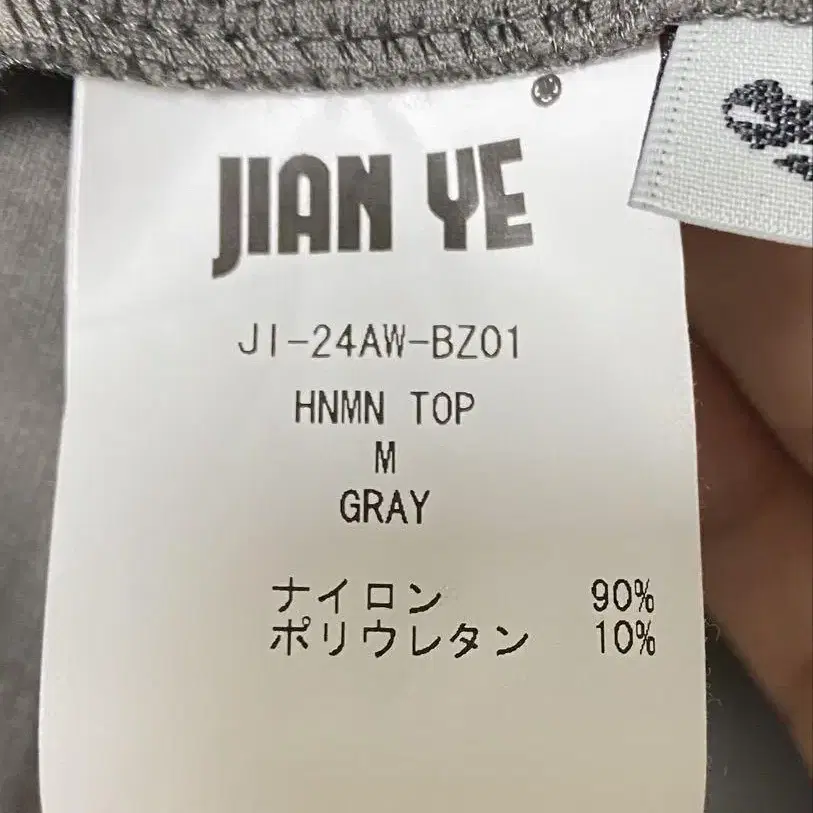 JIAN YE
JI-24AW-BZ01
HNMN TOP
M
GRAY
ナイロン 90%
ポリウレタン 10%